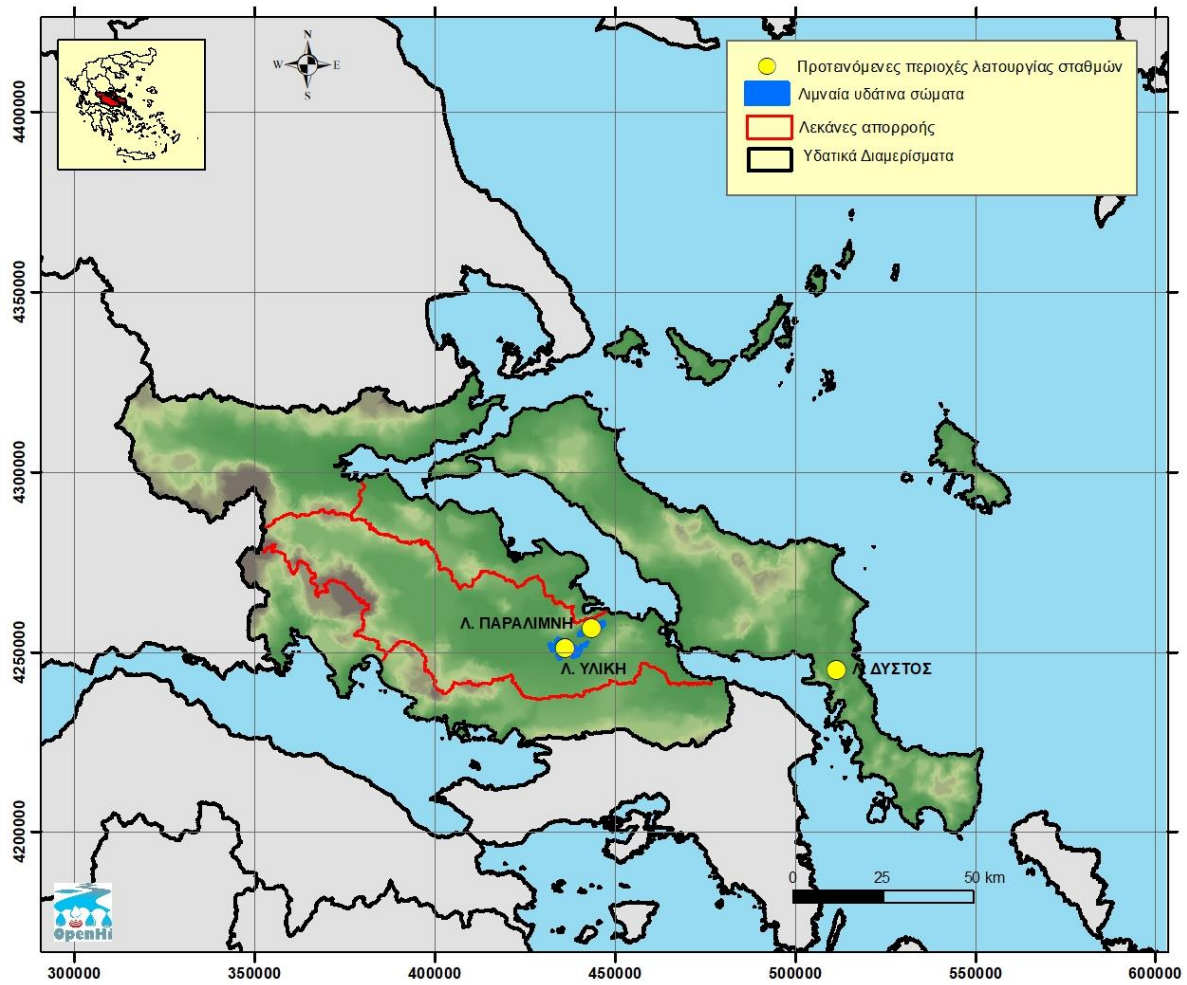 N
W E
S
Προτεινόμενες περιοχές λειτουργίας σταθμών
Λιμναία υδάτινα σώματα
Λεκάνες απορροής
Υδατικά Διαμερίσματα
4400000
4350000
4300000
4250000
4200000
Λ. ΠΑΡΑΛΙΜΝΗ
Λ. ΥΛΙΚΗ
Λ. ΔΥΣΤΟΣ
0 25 50 km
OpenHi
300000 350000 400000 450000 500000 550000 600000